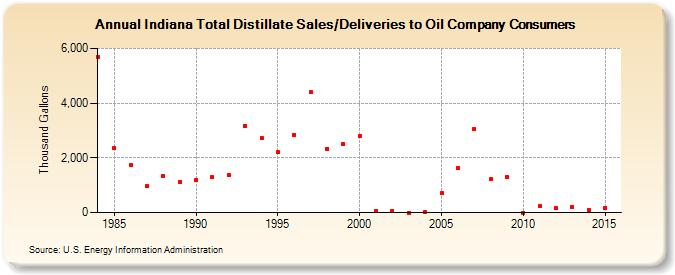 Annual Indiana Total Distillate Sales/Deliveries to Oil Company Consumers
Thousand Gallons
6,000
4,000
2,000
0
1985 1990 1995 2000 2005 2010 2015
Source: U.S. Energy Information Administration